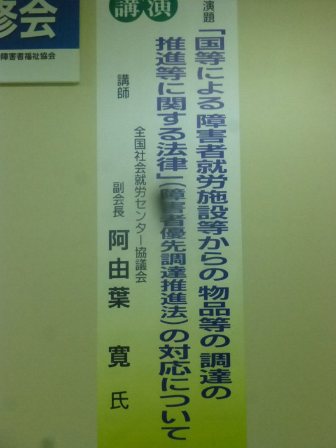 修会
障害者福祉協会
講演
演題
「国等による障害者就労施設等からの物品等の調達の
推進等に関する法律」(障害者優先調達推進法)の対応について
講師
全国社会就労センター協議会
副会長 阿由葉 寛 氏